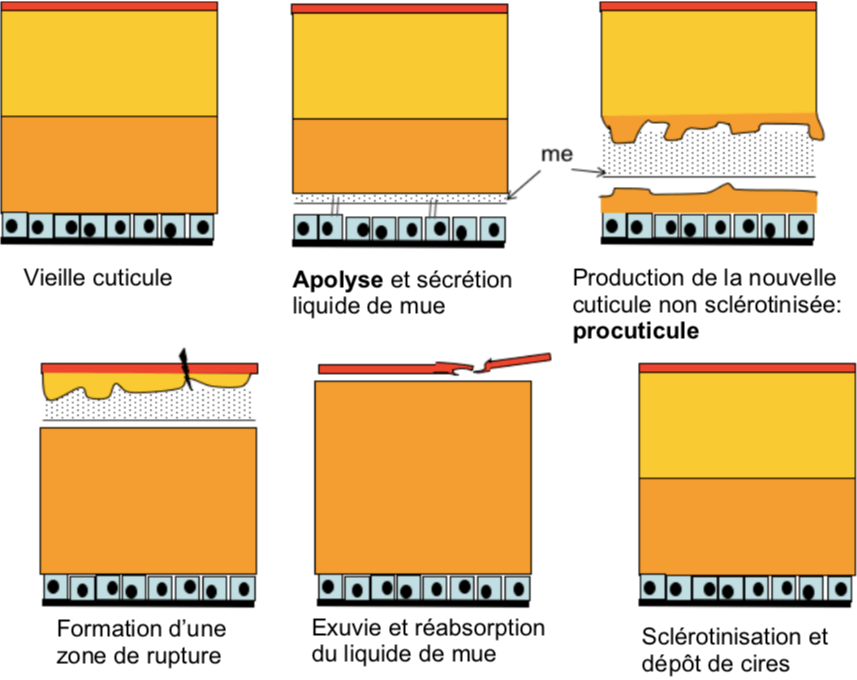 me
Vieille cuticule
Apolyse et sécrétion
liquide de mue
Production de la nouvelle
cuticule non sclérotinisée:
procuticule
Formation d’une
zone de rupture
Exuvie et réabsorption
du liquide de mue
Sclérotinisation et
dépôt de cires